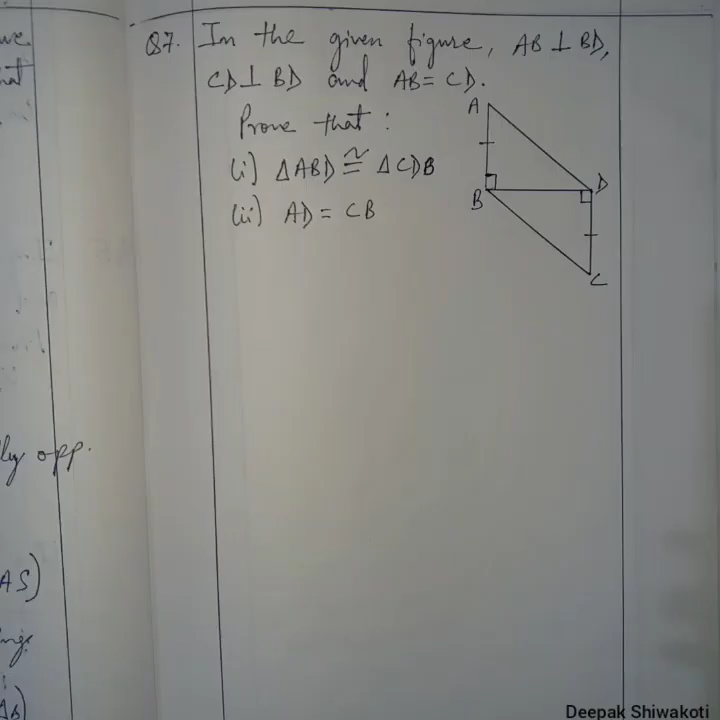 Q7. In the given figure, AB ⊥ BD,
CD ⊥ BD and AB = CD.
Prove that :
(i) ΔABD ≅ ΔCDB
(ii) AD = CB
A
B
D
C
opp.
AS)
Deepak Shiwakoti